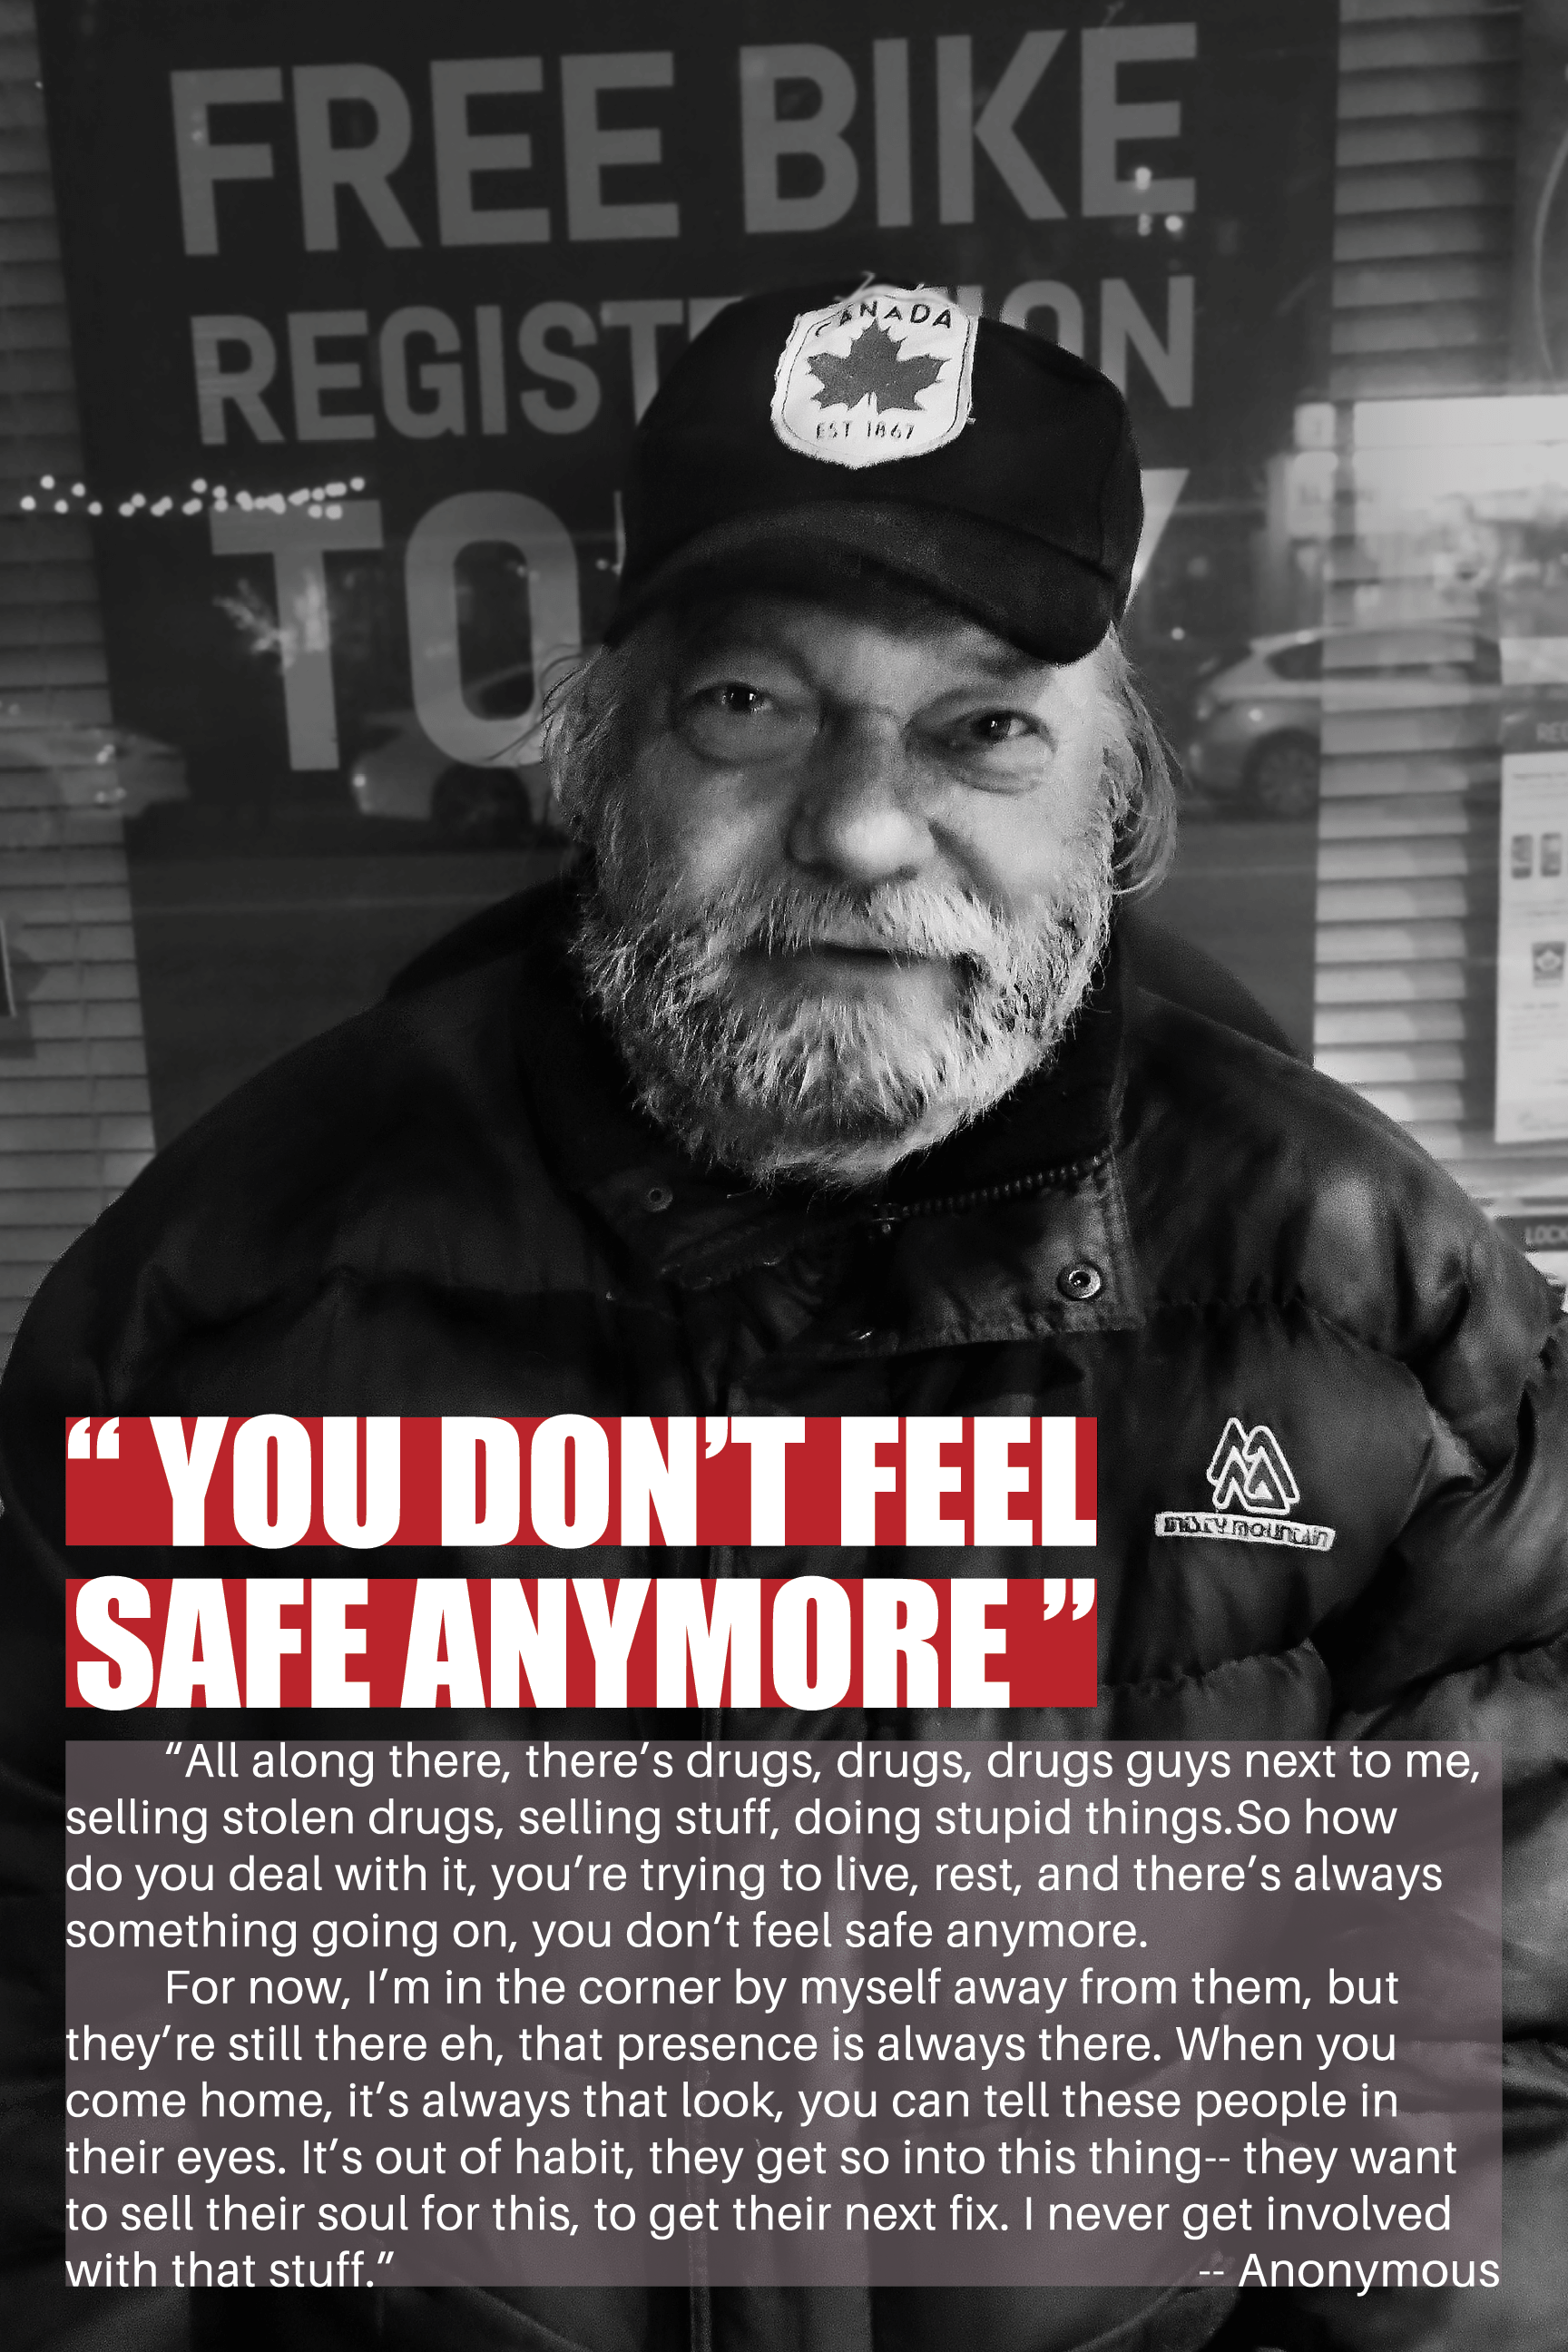 FREE BIKE
CANADA
EST 1867
“ YOU DON’T FEEL
SAFE ANYMORE ”
misty mountain
“All along there, there’s drugs, drugs, drugs guys next to me,
selling stolen drugs, selling stuff, doing stupid things.So how
do you deal with it, you’re trying to live, rest, and there’s always
something going on, you don’t feel safe anymore.
For now, I’m in the corner by myself away from them, but
they’re still there eh, that presence is always there. When you
come home, it’s always that look, you can tell these people in
their eyes. It’s out of habit, they get so into this thing-- they want
to sell their soul for this, to get their next fix. I never get involved
with that stuff.” -- Anonymous